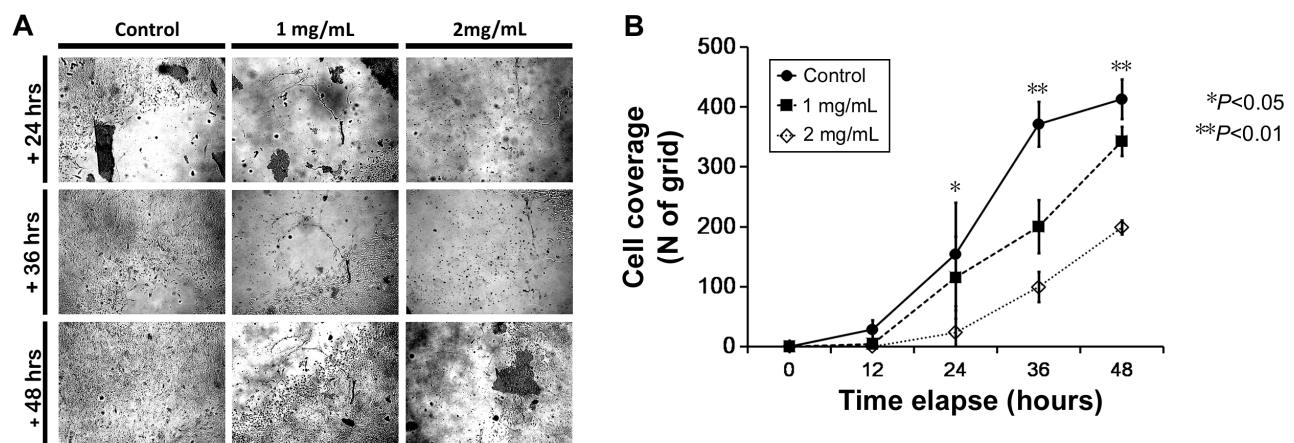 A
Control
1 mg/mL
2mg/mL
+ 24 hrs
+ 36 hrs
+ 48 hrs
B
Cell coverage
(N of grid)
500
400
300
200
100
0
Control
1 mg/mL
2 mg/mL
*
**
**
*P<0.05
**P<0.01
0
12
24
36
48
Time elapse (hours)